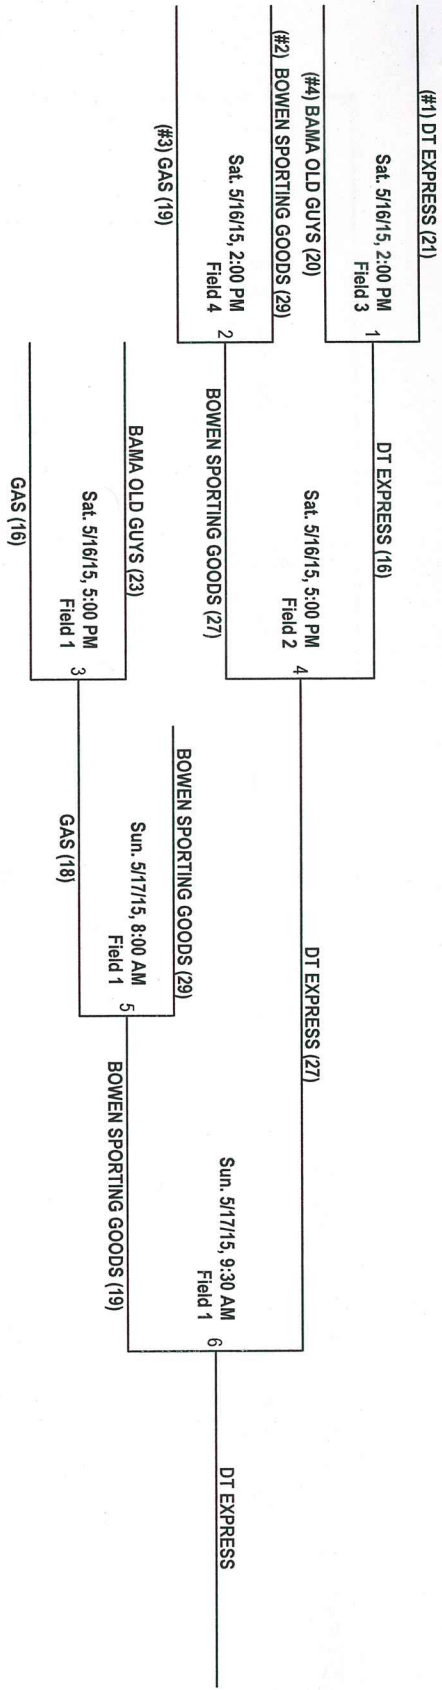 (#1) DT EXPRESS (21)
Sat. 5/16/15, 2:00 PM
Field 3
1
(#4) BAMA OLD GUYS (20)
DT EXPRESS (16)
(#2) BOWEN SPORTING GOODS (29)
Sat. 5/16/15, 2:00 PM
Field 4
2
(#3) GAS (19)
Sat. 5/16/15, 5:00 PM
Field 2
4
BOWEN SPORTING GOODS (27)
DT EXPRESS (27)
BAMA OLD GUYS (23)
Sat. 5/16/15, 5:00 PM
Field 1
3
GAS (16)
BOWEN SPORTING GOODS (29)
Sun. 5/17/15, 8:00 AM
Field 1
5
GAS (18)
Sun. 5/17/15, 9:30 AM
Field 1
6
BOWEN SPORTING GOODS (19)
DT EXPRESS